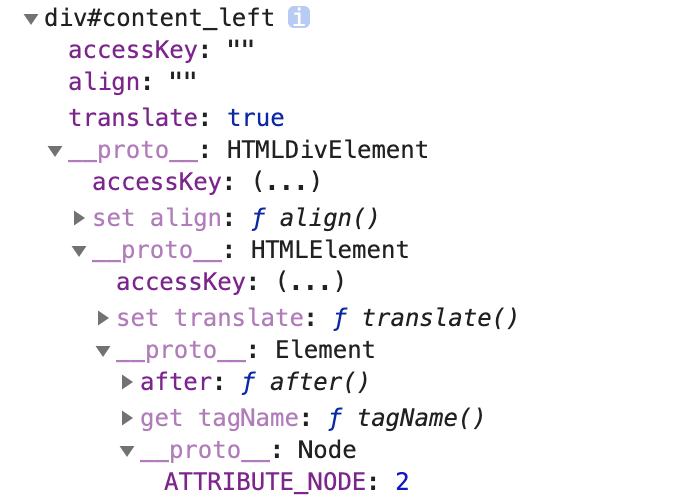 ▼div#content_left i
accessKey: ""
align: ""
translate: true
▼__proto__: HTMLDivElement
accessKey: (...)
▶set align: ƒ align()
▼__proto__: HTMLElement
accessKey: (...)
▶set translate: ƒ translate()
▼__proto__: Element
▶after: ƒ after()
▶get tagName: ƒ tagName()
▼__proto__: Node
ATTRIBUTE_NODE: 2